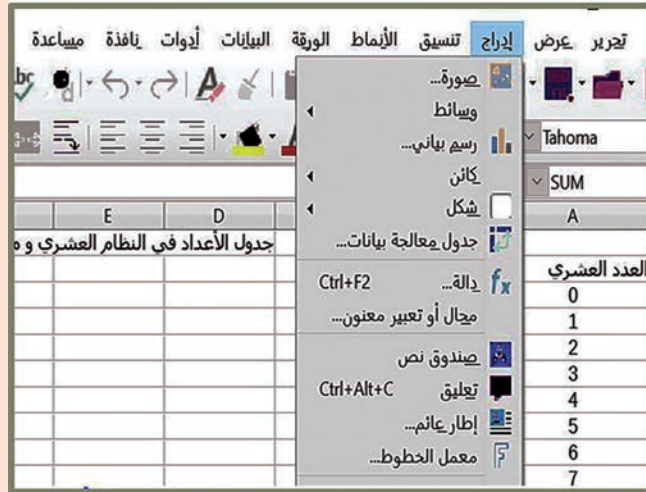 تحرير عرض إدراج تنسيق الأنماط الورقة البيانات أدوات نافذة مساعدة
صورة...
وسائط
Tahoma
رسم بياني...
كائن
SUM
شكل
A D E
جدول معالجة بيانات...
جدول الأعداد في النظام العشري و م
العدد العشري
دالة... Ctrl+F2
0
مجال أو تعبير معنون...
1
صندوق نص
2
تعليق Ctrl+Alt+C
3
4
إطار عائم...
5
معمل الخطوط...
6
7